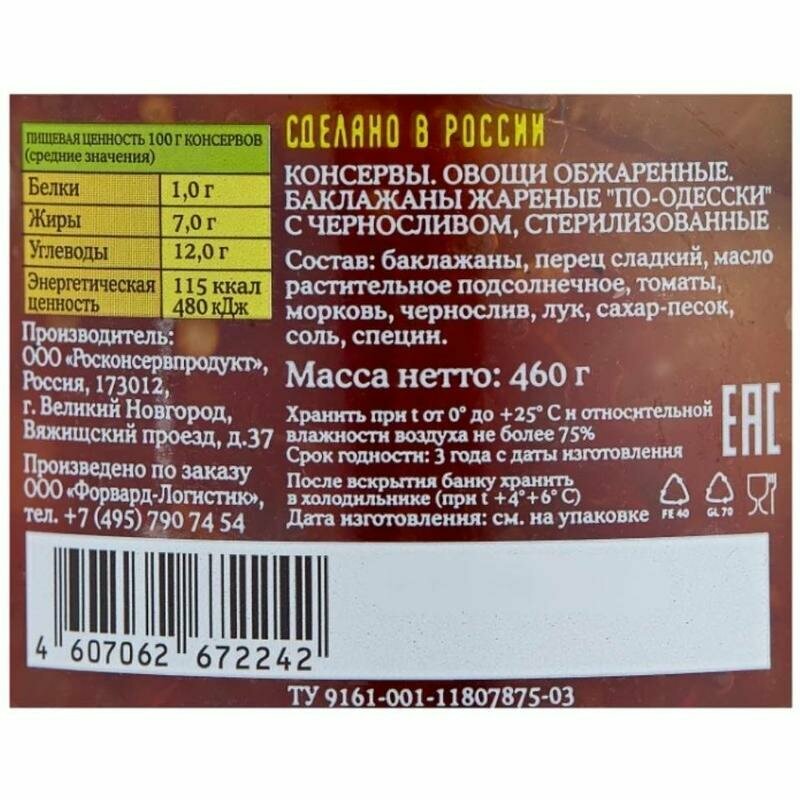 ПИЩЕВАЯ ЦЕННОСТЬ 100 Г КОНСЕРВОВ
(средние значения)
Белки 1,0 г
Жиры 7,0 г
Углеводы 12,0 г
Энергетическая 115 ккал
ценность 480 кДж
Производитель:
ООО «Росконсервпродукт»,
Россия, 173012,
г. Великий Новгород,
Вяжищский проезд, д.37
Произведено по заказу
ООО «Форвард-Логистик»,
тел. +7 (495) 790 74 54
СДЕЛАНО В РОССИИ
КОНСЕРВЫ. ОВОЩИ ОБЖАРЕННЫЕ.
БАКЛАЖАНЫ ЖАРЕНЫЕ "ПО-ОДЕССКИ"
С ЧЕРНОСЛИВОМ, СТЕРИЛИЗОВАННЫЕ
Состав: баклажаны, перец сладкий, масло
растительное подсолнечное, томаты,
морковь, чернослив, лук, сахар-песок,
соль, специи.
Масса нетто: 460 г
Хранить при t от 0° до +25° С и относительной
влажности воздуха не более 75%
Срок годности: 3 года с даты изготовления
После вскрытия банку хранить
в холодильнике (при t +4°+6° С)
Дата изготовления: см. на упаковке
EAC
FE 40
GL 70
4 607062 672242
ТУ 9161-001-11807875-03